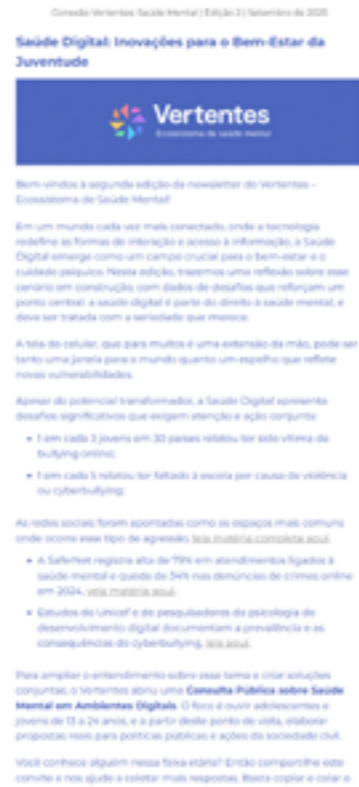 Conexão Vertentes Saúde Mental | Edição 2 | Setembro de 2025
Saúde Digital: Inovações para o Bem-Estar da
Juventude
Vertentes
Ecossistema de saúde mental
Bem-vindos à segunda edição da newsletter do Vertentes –
Ecossistema de Saúde Mental!
Em um mundo cada vez mais conectado, onde a tecnologia
redefine as formas de interação e acesso à informação, a Saúde
Digital emerge como um campo crucial para o bem-estar e o
cuidado psíquico. Nesta edição, trazemos uma reflexão sobre esse
cenário em construção, com dados de desafios que reforçam um
ponto central: a saúde digital é parte do direito à saúde mental, e
deve ser tratada com a seriedade que merece.
A tela do celular, que para muitos é uma extensão da mão, pode ser
tanto uma janela para o mundo quanto um espelho que reflete
novas vulnerabilidades.
Apesar do potencial transformador, a Saúde Digital apresenta
desafios significativos que exigem atenção e ação conjunta:
1 em cada 3 jovens em 30 países relatou ter sido vítima de
bullying online;
1 em cada 5 relatou ter faltado à escola por causa de violência
ou cyberbullying;
As redes sociais foram apontadas como os espaços mais comuns
onde ocorre esse tipo de agressão, leia matéria completa aqui.
A SaferNet registra alta de 79% em atendimentos ligados à
saúde mental e queda de 34% nas denúncias de crimes online
em 2024, veja matéria aqui.
Estudos do Unicef e de pesquisadores da psicologia do
desenvolvimento digital documentam a prevalência e as
consequências do cyberbullying, leia aqui.
Para ampliar o entendimento sobre esse tema e criar soluções
conjuntas, o Vertentes abriu uma Consulta Pública sobre Saúde
Mental em Ambientes Digitais. O foco é ouvir adolescentes e
jovens de 13 a 24 anos, e a partir deste ponto de vista, elaborar
propostas reais para políticas públicas e ações da sociedade civil.
Você conhece alguém nessa faixa etária? Então compartilhe este
convite e nos ajude a coletar mais respostas. Basta copiar e colar o